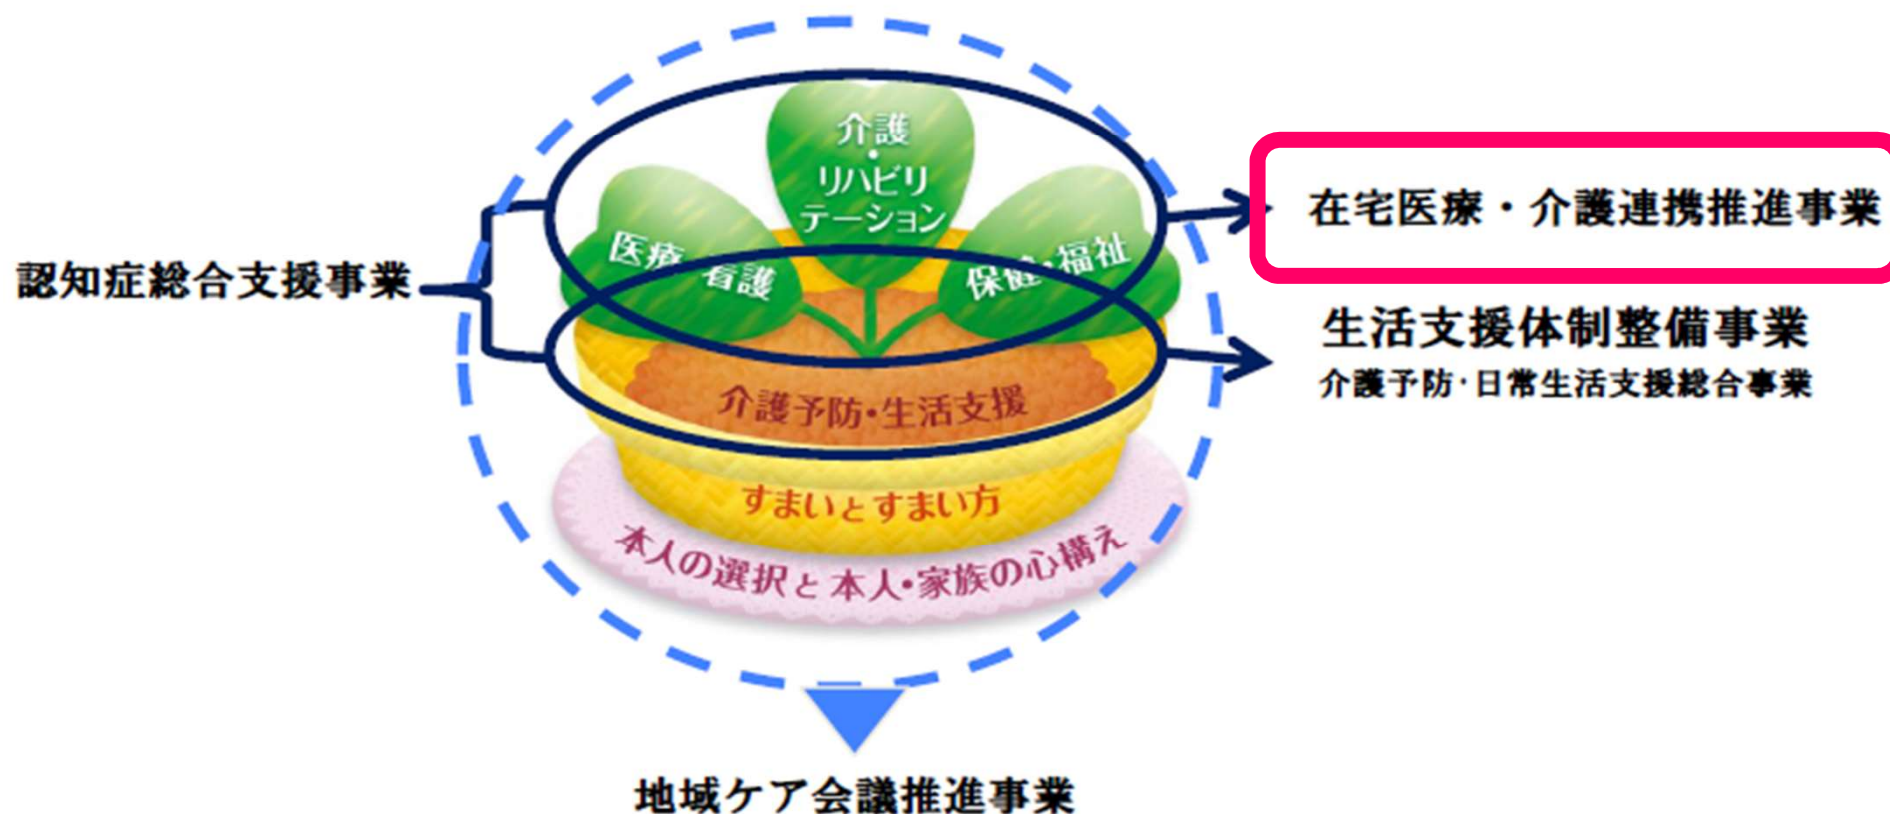 介護
・
リハビリ
テーション
医療・看護
保健・福祉
認知症総合支援事業
在宅医療・介護連携推進事業
生活支援体制整備事業
介護予防・日常生活支援総合事業
介護予防・生活支援
すまいとすまい方
本人の選択と本人・家族の心構え
地域ケア会議推進事業